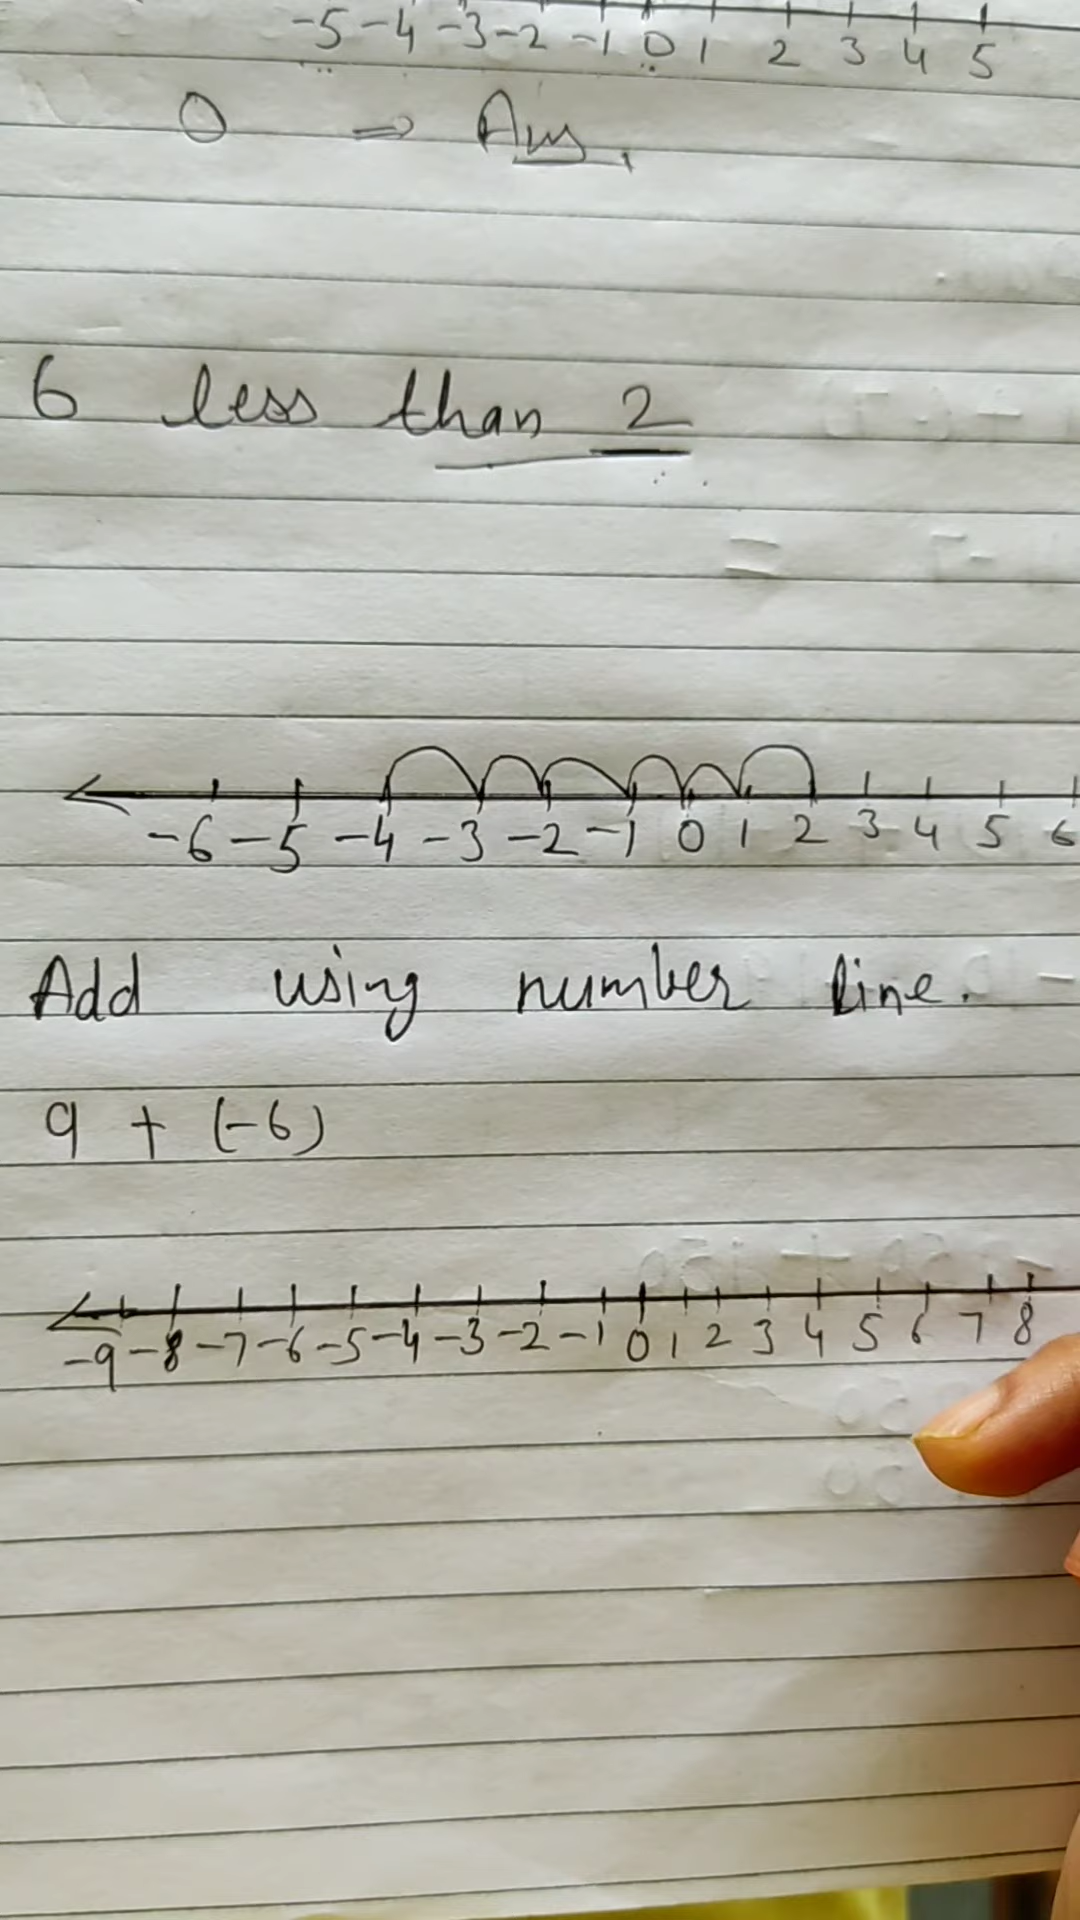 -5 -4 -3 -2 -1 0 1 2 3 4 5
0 ⇒ Ans.
6 less than 2
-6 -5 -4 -3 -2 -1 0 1 2 3 4 5 6
Add using number line.
9 + (-6)
-9 -8 -7 -6 -5 -4 -3 -2 -1 0 1 2 3 4 5 6 7 8